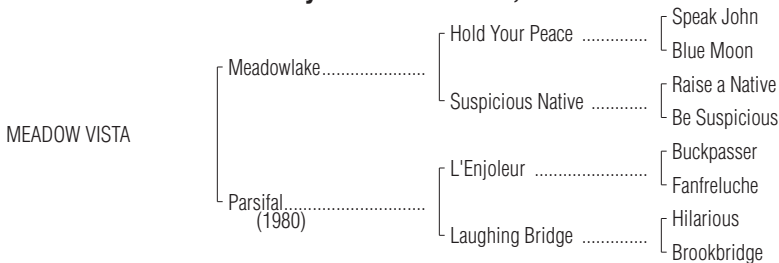 Speak John
Hold Your Peace ..............
Blue Moon
Meadowlake.......................
Raise a Native
Suspicious Native ............
Be Suspicious
MEADOW VISTA
Buckpasser
L'Enjoleur ........................
Fanfreluche
Parsifal................................
(1980)
Hilarious
Laughing Bridge ..............
Brookbridge